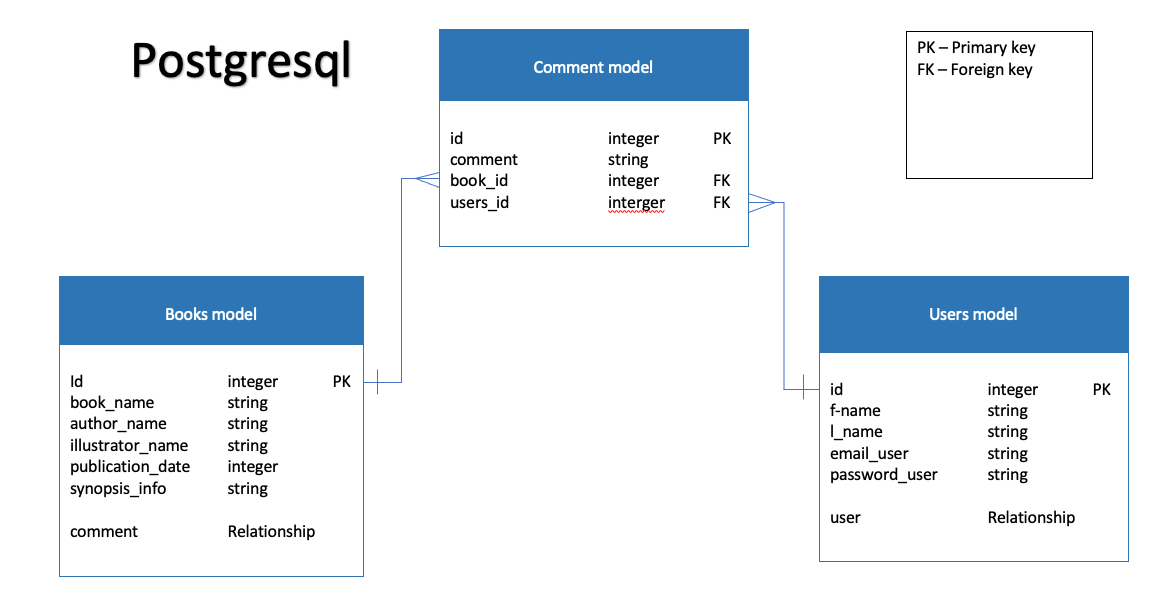 Postgresql
Comment model
id integer PK
comment string
book_id integer FK
users_id interger FK
PK – Primary key
FK – Foreign key
Books model
Id integer PK
book_name string
author_name string
illustrator_name string
publication_date integer
synopsis_info string
comment Relationship
Users model
id integer PK
f-name string
l_name string
email_user string
password_user string
user Relationship